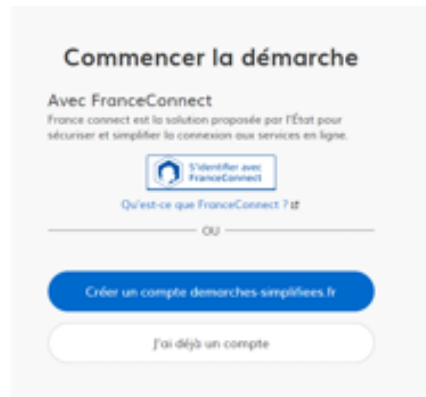 Commencer la démarche
Avec FranceConnect
France connect est la solution proposée par l'État pour
sécuriser et simplifier la connexion aux services en ligne.
S'identifier avec
FranceConnect
Qu'est-ce que FranceConnect ?
OU
Créer un compte demarches-simplifiees.fr
J'ai déjà un compte